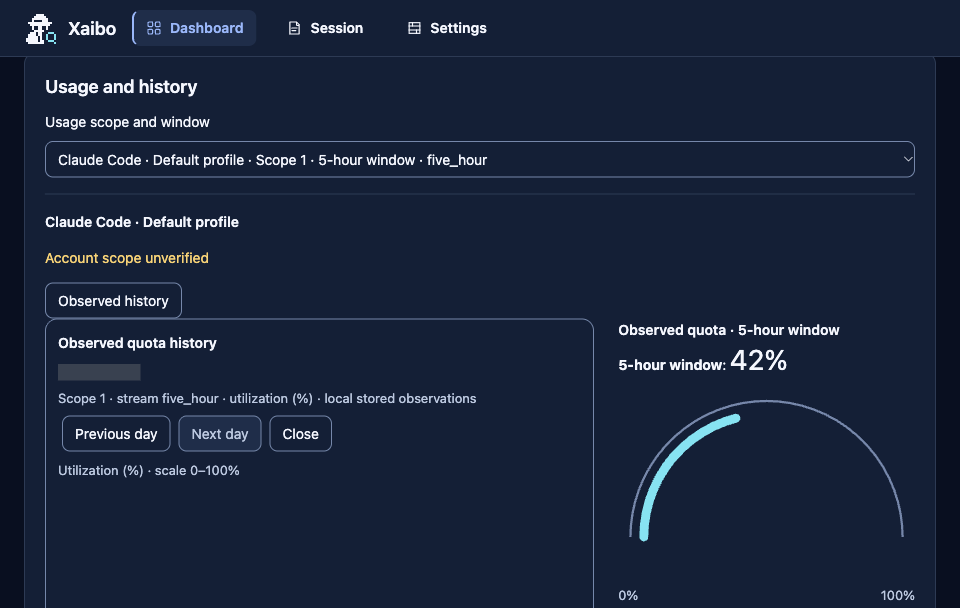 Xaibo
Dashboard
Session
Settings
Usage and history
Usage scope and window
Claude Code · Default profile · Scope 1 · 5-hour window · five_hour
Claude Code · Default profile
Account scope unverified
Observed history
Observed quota history
Scope 1 · stream five_hour · utilization (%) · local stored observations
Previous day
Next day
Close
Utilization (%) · scale 0–100%
Observed quota · 5-hour window
5-hour window: 42%
0%
100%